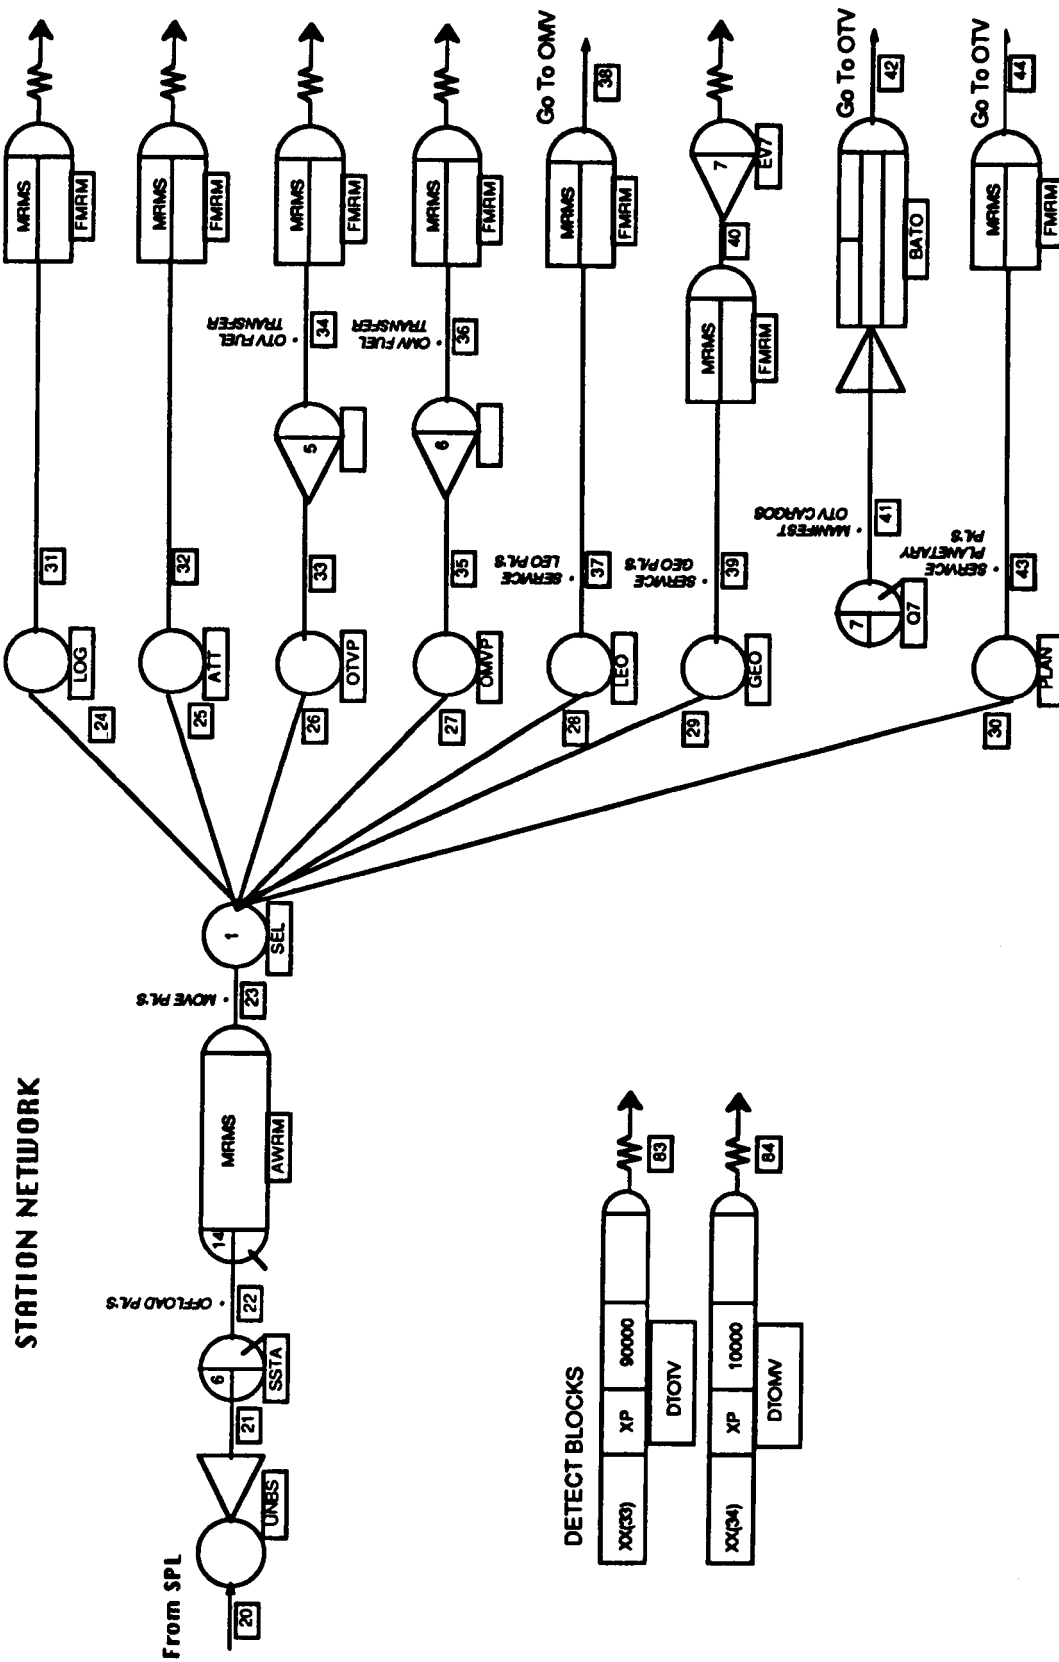 STATION NETWORK
From SPL
20
UNBS
21
6
SSTA
• OFFLOAD P/L'S
22
14
MRMS
AWRM
• MOVE P/L'S
23
1
SEL
24
LOG
31
MRMS
FMRM
25
ATT
32
MRMS
FMRM
26
OTVP
33
5
• OTV FUEL
TRANSFER
34
MRMS
FMRM
27
OMVP
35
6
• OMV FUEL
TRANSFER
36
MRMS
FMRM
28
LEO
• SERVICE
LEO P/L'S
37
MRMS
FMRM
Go To OMV
38
29
GEO
• SERVICE
GEO P/L'S
39
MRMS
FMRM
40
7
EV7
7
Q7
• MANIFEST
OTV CARGOS
41
BATO
Go To OTV
42
30
PLAN
• SERVICE
PLANETARY
P/L'S
43
MRMS
FMRM
Go To OTV
44
DETECT BLOCKS
XX(33)
XP
90000
DTOTV
83
XX(34)
XP
10000
DTOMV
84